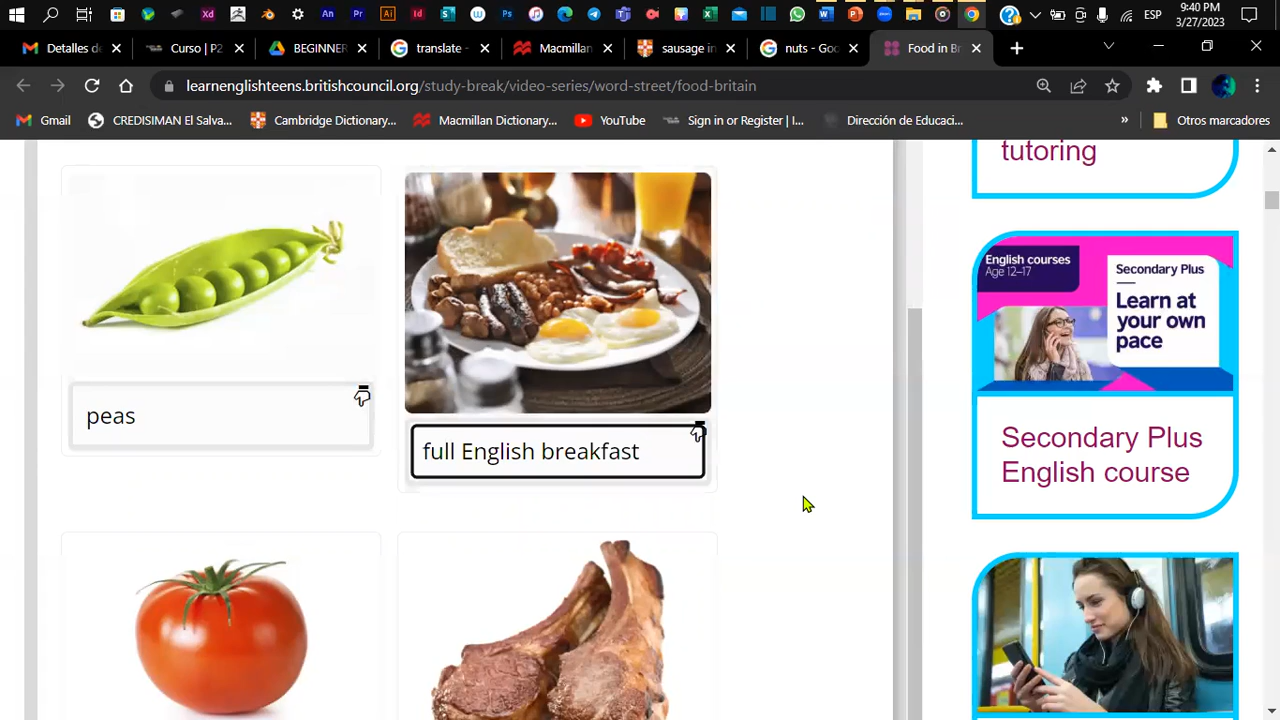 9:40 PM
ESP
3/27/2023
Detalles de
Curso | P2
BEGINNER
translate -
Macmillan
sausage in
nuts - Goo
Food in Br
learnenglishteens.britishcouncil.org/study-break/video-series/word-street/food-britain
Gmail
CREDISIMAN El Salva...
Cambridge Dictionary...
Macmillan Dictionary,...
YouTube
Sign in or Register | I...
Dirección de Educaci...
»
Otros marcadores
tutoring
peas
full English breakfast
English courses
Age 12–17
Secondary Plus
Learn at
your own
pace
Secondary Plus
English course